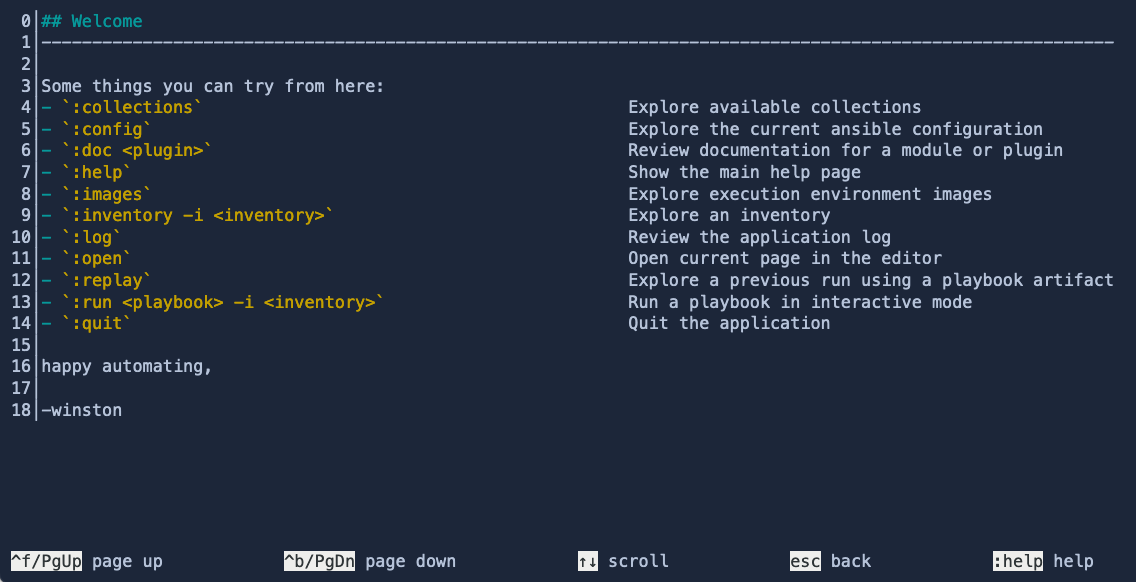 0 ## Welcome
1 ----------------------------------------------------------------------------------------------------------
2
3 Some things you can try from here:
4 - `:collections` Explore available collections
5 - `:config` Explore the current ansible configuration
6 - `:doc <plugin>` Review documentation for a module or plugin
7 - `:help` Show the main help page
8 - `:images` Explore execution environment images
9 - `:inventory -i <inventory>` Explore an inventory
10 - `:log` Review the application log
11 - `:open` Open current page in the editor
12 - `:replay` Explore a previous run using a playbook artifact
13 - `:run <playbook> -i <inventory>` Run a playbook in interactive mode
14 - `:quit` Quit the application
15
16 happy automating,
17
18 -winston
^f/PgUp page up ^b/PgDn page down ↑↓ scroll esc back :help help